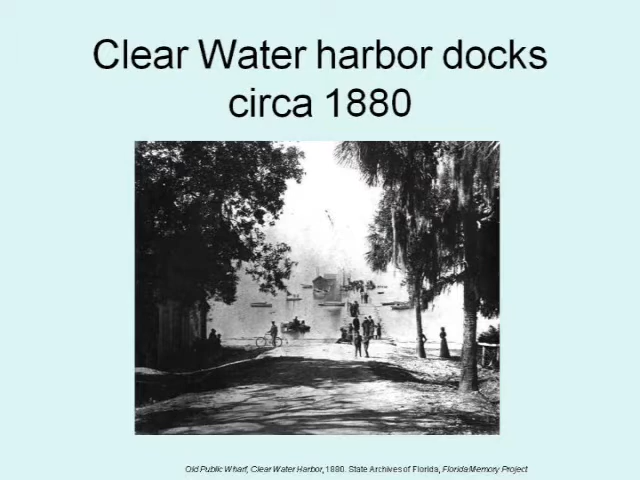 Clear Water harbor docks
circa 1880
Old Public Wharf, Clear Water Harbor, 1880. State Archives of Florida, Florida Memory Project